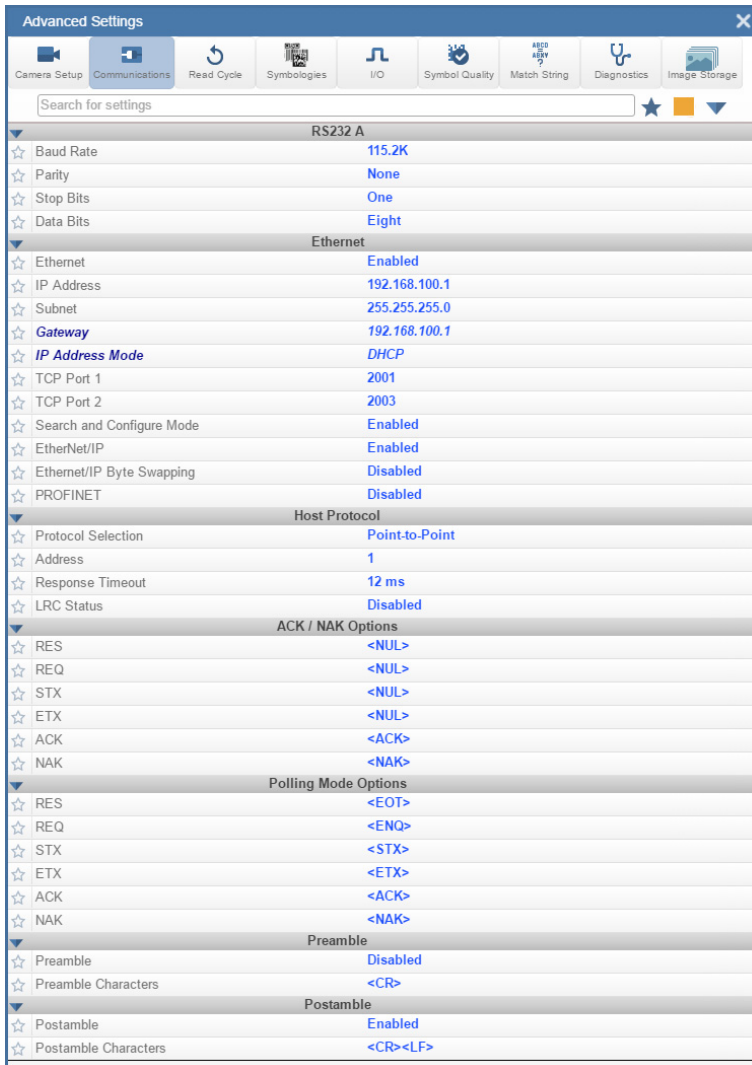 Advanced Settings
Camera Setup Communications Read Cycle Symbologies I/O Symbol Quality Match String Diagnostics Image Storage
Search for settings
RS232 A
Baud Rate 115.2K
Parity None
Stop Bits One
Data Bits Eight
Ethernet
Ethernet Enabled
IP Address 192.168.100.1
Subnet 255.255.255.0
Gateway 192.168.100.1
IP Address Mode DHCP
TCP Port 1 2001
TCP Port 2 2003
Search and Configure Mode Enabled
EtherNet/IP Enabled
Ethernet/IP Byte Swapping Disabled
PROFINET Disabled
Host Protocol
Protocol Selection Point-to-Point
Address 1
Response Timeout 12 ms
LRC Status Disabled
ACK / NAK Options
RES <NUL>
REQ <NUL>
STX <NUL>
ETX <NUL>
ACK <ACK>
NAK <NAK>
Polling Mode Options
RES <EOT>
REQ <ENQ>
STX <STX>
ETX <ETX>
ACK <ACK>
NAK <NAK>
Preamble
Preamble Disabled
Preamble Characters <CR>
Postamble
Postamble Enabled
Postamble Characters <CR><LF>